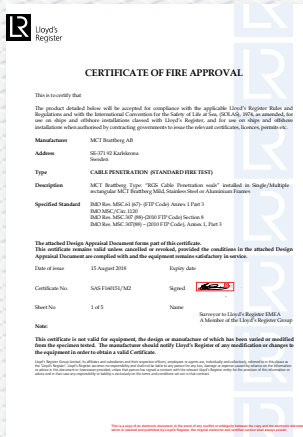 Lloyd's
Register
CERTIFICATE OF FIRE APPROVAL
This is to certify that
The product detailed below will be accepted for compliance with the applicable Lloyd's Register Rules and
Regulations and with the International Convention for the Safety of Life at Sea, (SOLAS), 1974, as amended, for
use on ships and offshore installations classed with Lloyd's Register, and for use on ships and offshore
installations when authorised by contracting governments to issue the relevant certificates, licences, permits etc.
Manufacturer MCT Brattberg AB
Address SE-371 92 Karlskrona
Sweden
Type CABLE PENETRATION (STANDARD FIRE TEST)
Description MCT Brattberg Type: "RGS Cable Penetration seals" installed in Single/Multiple
rectangular MCT Brattberg Mild, Stainless Steel or Aluminium Frames
Specified Standard IMO Res. MSC.61 (67)- (FTP Code) Annex 1 Part 3
IMO MSC/Circ.1120
IMO Res. MSC.307 (88)-(2010 FTP Code) Section 8
IMO Res. MSC.307(88) – (2010 FTP Code), Annex 1, Part 3
The attached Design Appraisal Document forms part of this certificate.
This certificate remains valid unless cancelled or revoked, provided the conditions in the attached Design
Appraisal Document are complied with and the equipment remains satisfactory in service.
Date of issue 15 August 2018 Expiry date
Certificate No. SAS F160151/M2 Signed
Sheet No 1 of 5 Name
Surveyor to Lloyd's Register EMEA
A Member of the Lloyd's Register Group
Note:
This certificate is not valid for equipment, the design or manufacture of which has been varied or modified
from the specimen tested. The manufacturer should notify Lloyd's Register of any modification or changes to
the equipment in order to obtain a valid Certificate.